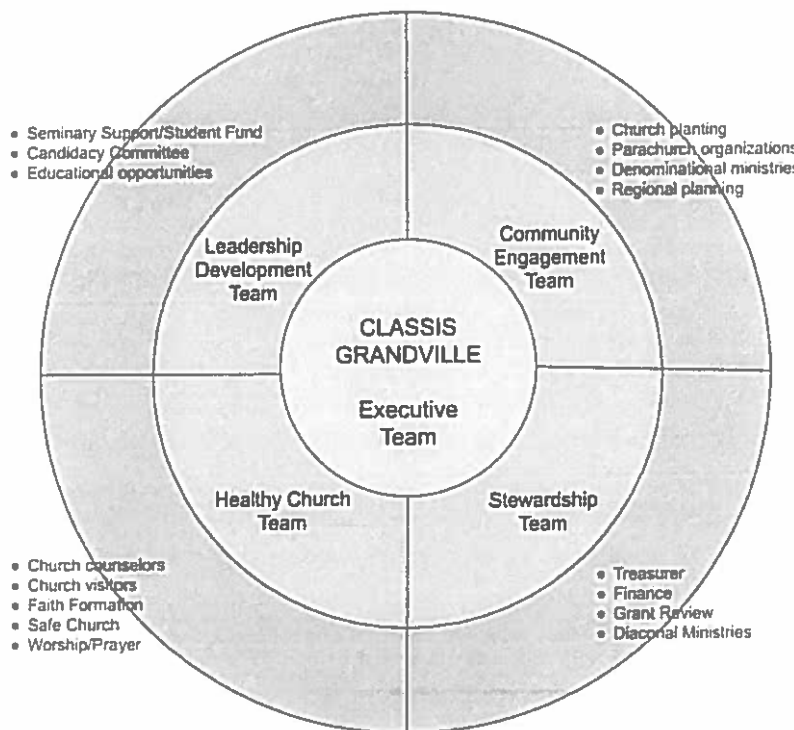 • Seminary Support/Student Fund
• Candidacy Committee
• Educational opportunities
• Church planting
• Parachurch organizations
• Denominational ministries
• Regional planning
Leadership
Development
Team
Community
Engagement
Team
CLASSIS
GRANDVILLE
Executive
Team
Healthy Church
Team
Stewardship
Team
• Church counselors
• Church visitors
• Faith Formation
• Safe Church
• Worship/Prayer
• Treasurer
• Finance
• Grant Review
• Diaconal Ministries